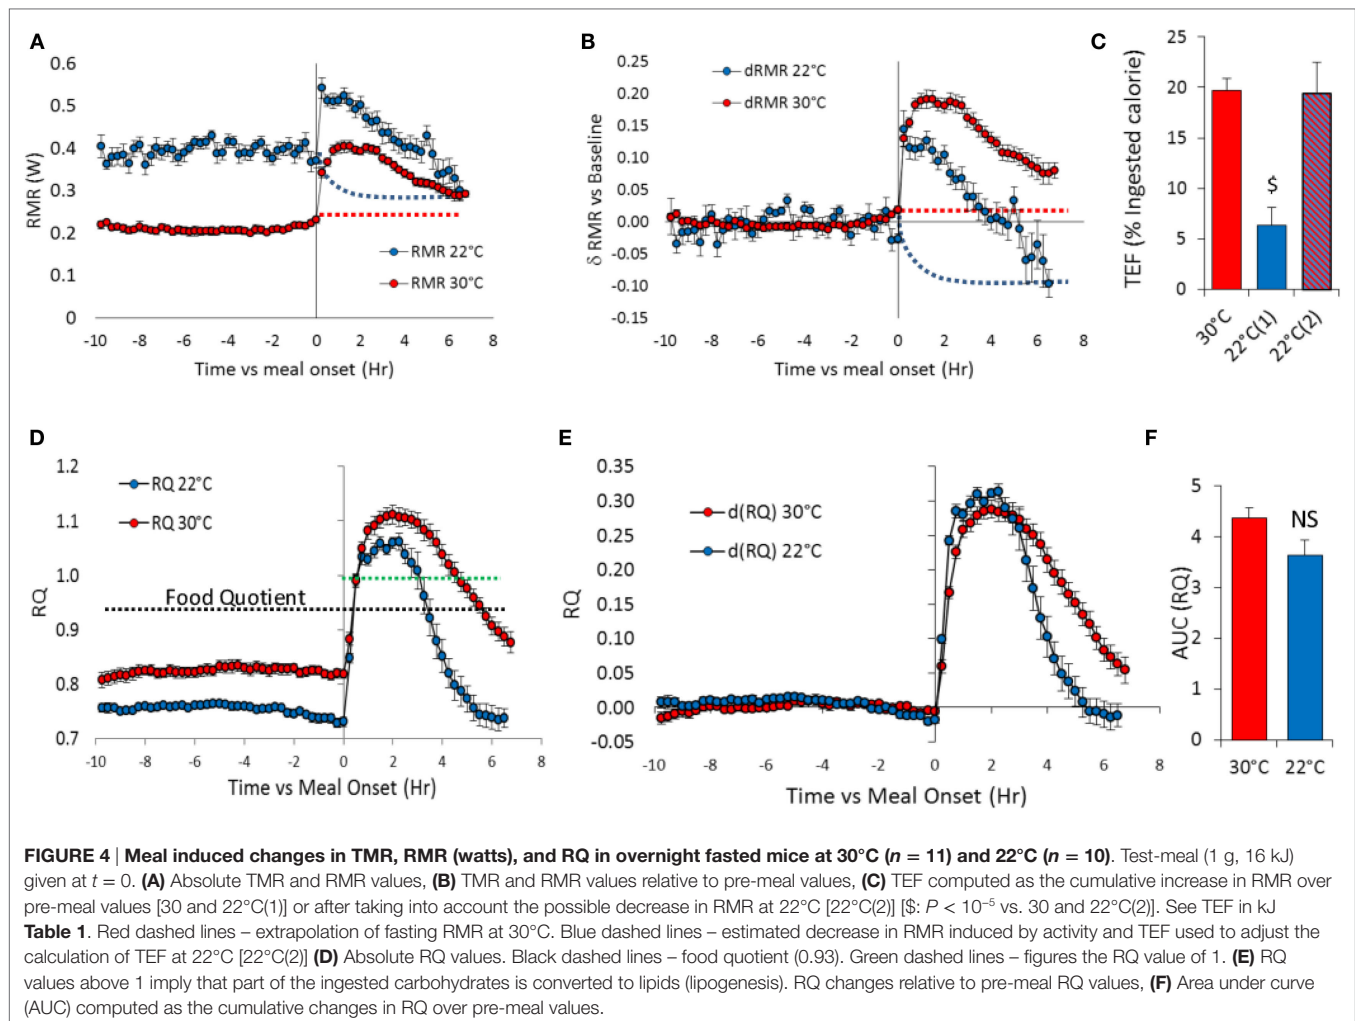 A
0.6
0.5
0.4
0.3
0.2
0.1
0
RMR (W)
RMR 22°C
RMR 30°C
-10 -8 -6 -4 -2 0 2 4 6 8
Time vs meal onset (Hr)
B
0.25
0.20
0.15
0.10
0.05
0.00
-0.05
-0.10
-0.15
δ RMR vs Baseline
dRMR 22°C
dRMR 30°C
-10 -8 -6 -4 -2 0 2 4 6 8
Time vs meal onset (Hr)
C
25
20
15
10
5
0
TEF (% Ingested calorie)
$
30°C 22°C(1) 22°C(2)
D
1.2
1.1
1.0
0.9
0.8
0.7
RQ
RQ 22°C
RQ 30°C
Food Quotient
-10 -8 -6 -4 -2 0 2 4 6 8
Time vs Meal Onset (Hr)
E
0.35
0.30
0.25
0.20
0.15
0.10
0.05
0.00
-0.05
RQ
d(RQ) 30°C
d(RQ) 22°C
-10 -8 -6 -4 -2 0 2 4 6 8
Time vs Meal Onset (Hr)
F
5
4
3
2
1
0
AUC (RQ)
NS
30°C 22°C
FIGURE 4 | Meal induced changes in TMR, RMR (watts), and RQ in overnight fasted mice at 30°C (n = 11) and 22°C (n = 10). Test-meal (1 g, 16 kJ)
given at t = 0. (A) Absolute TMR and RMR values, (B) TMR and RMR values relative to pre-meal values, (C) TEF computed as the cumulative increase in RMR over
pre-meal values [30 and 22°C(1)] or after taking into account the possible decrease in RMR at 22°C [22°C(2)] [$: P < 10⁻⁵ vs. 30 and 22°C(2)]. See TEF in kJ
Table 1. Red dashed lines – extrapolation of fasting RMR at 30°C. Blue dashed lines – estimated decrease in RMR induced by activity and TEF used to adjust the
calculation of TEF at 22°C [22°C(2)] (D) Absolute RQ values. Black dashed lines – food quotient (0.93). Green dashed lines – figures the RQ value of 1. (E) RQ
values above 1 imply that part of the ingested carbohydrates is converted to lipids (lipogenesis). RQ changes relative to pre-meal RQ values, (F) Area under curve
(AUC) computed as the cumulative changes in RQ over pre-meal values.